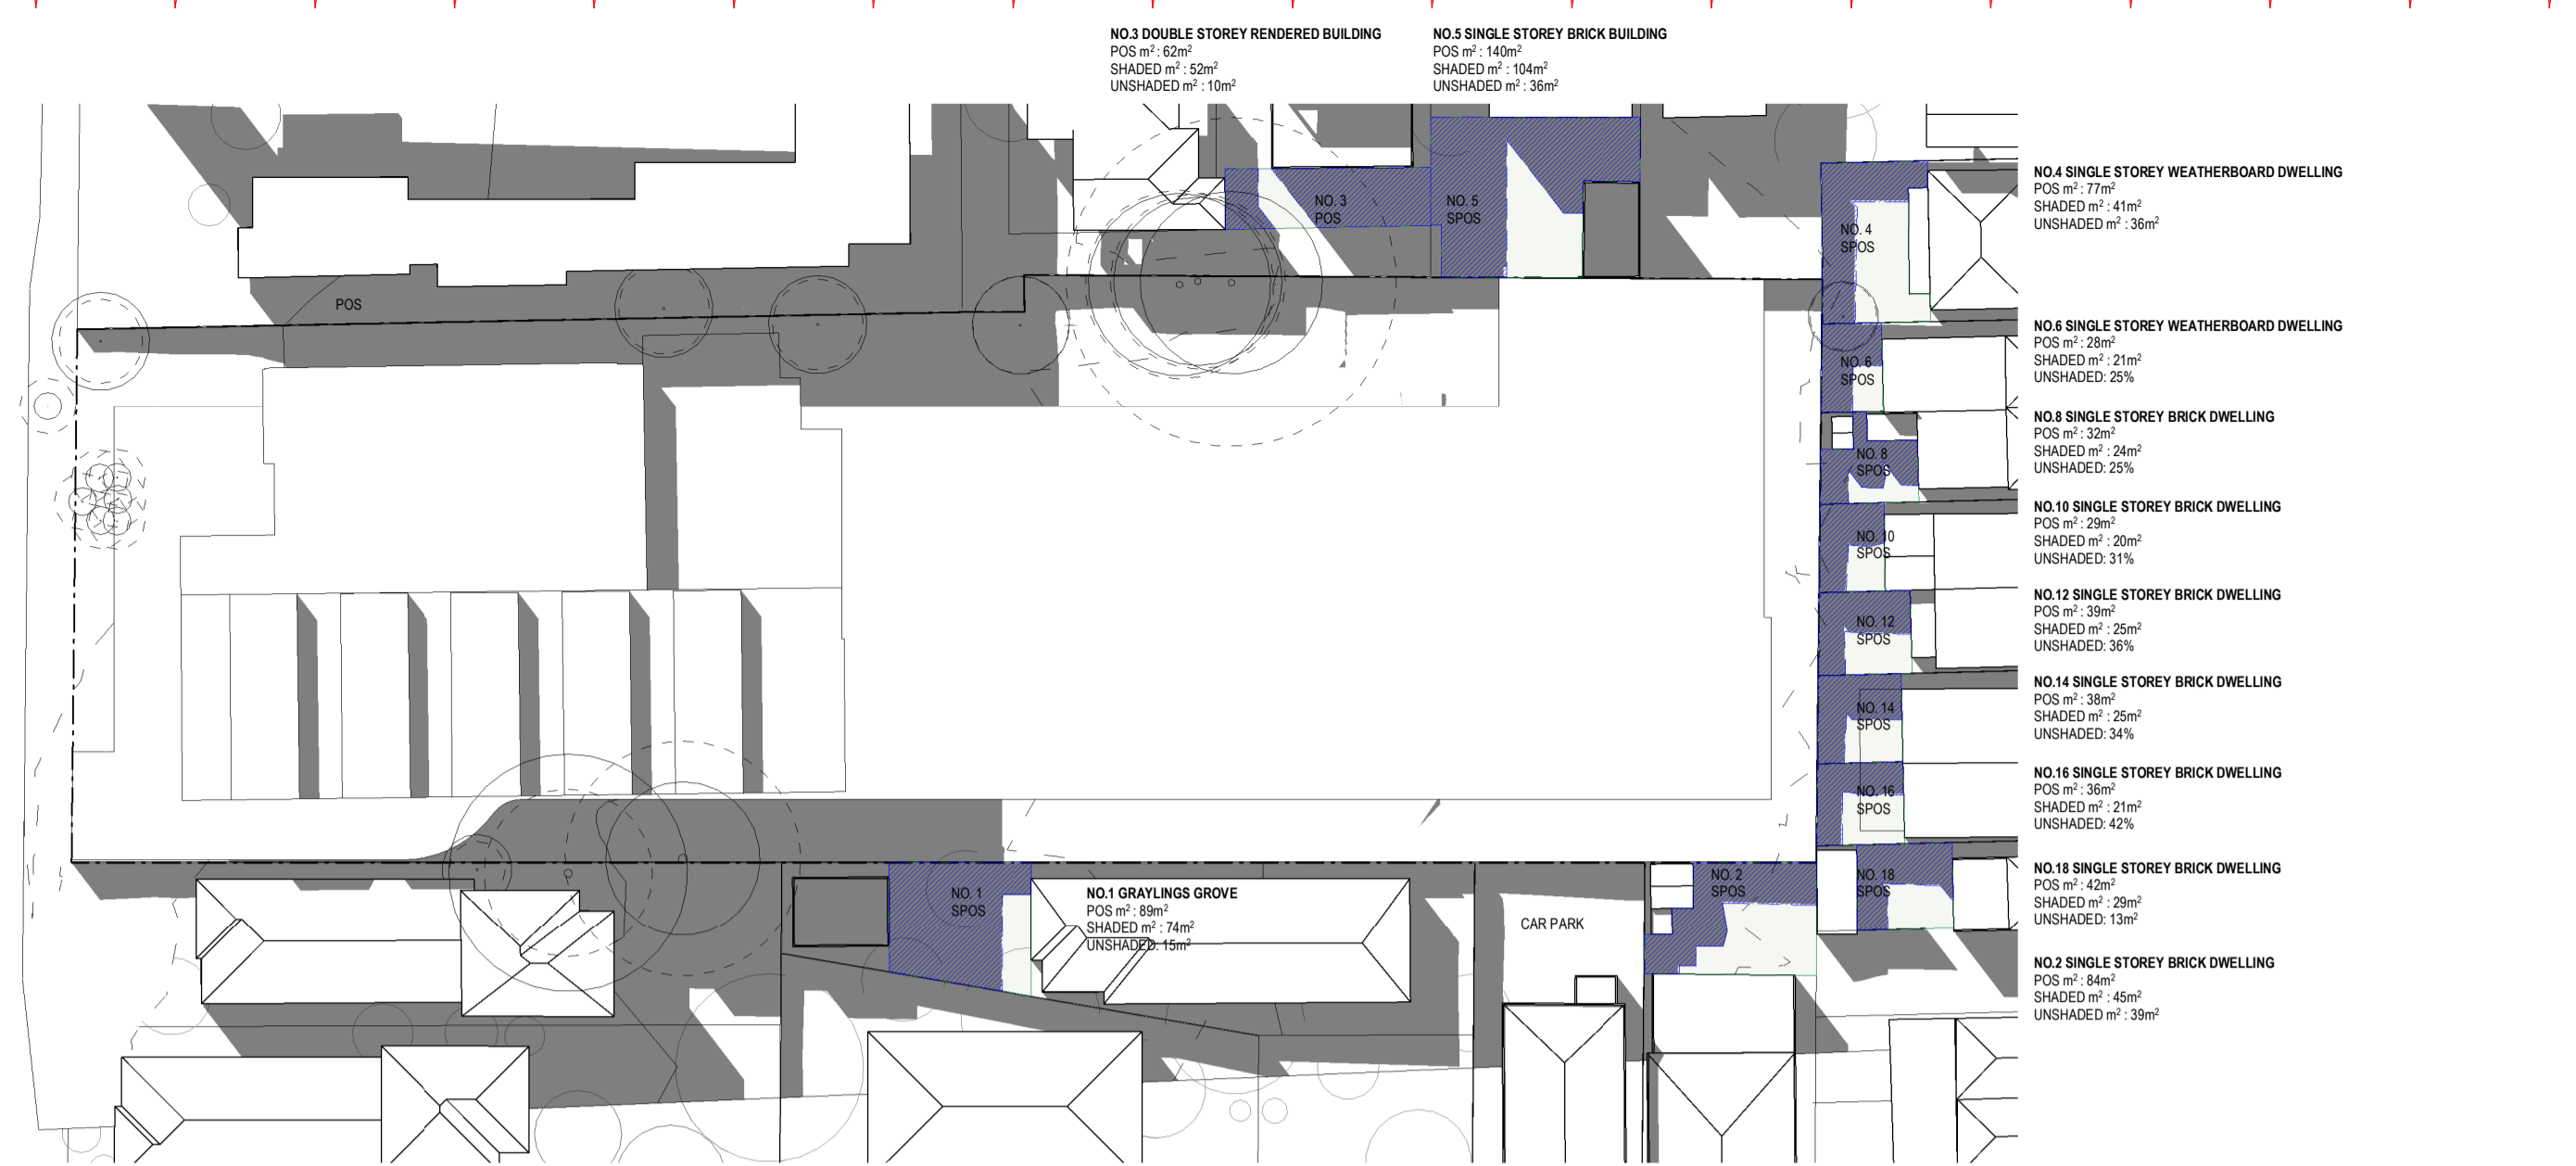 NO.3 DOUBLE STOREY RENDERED BUILDING
POS m²: 62m²
SHADED m² : 52m²
UNSHADED m² : 10m²
NO.5 SINGLE STOREY BRICK BUILDING
POS m² : 140m²
SHADED m² : 104m²
UNSHADED m² : 36m²
NO. 3
POS
NO. 5
SPOS
NO. 4
SPOS
NO.4 SINGLE STOREY WEATHERBOARD DWELLING
POS m² : 77m²
SHADED m² : 41m²
UNSHADED m² : 36m²
POS
NO. 6
SPOS
NO.6 SINGLE STOREY WEATHERBOARD DWELLING
POS m² : 28m²
SHADED m² : 21m²
UNSHADED: 25%
NO. 8
SPOS
NO.8 SINGLE STOREY BRICK DWELLING
POS m² : 32m²
SHADED m² : 24m²
UNSHADED: 25%
NO. 10
SPOS
NO.10 SINGLE STOREY BRICK DWELLING
POS m² : 29m²
SHADED m² : 20m²
UNSHADED: 31%
NO. 12
SPOS
NO.12 SINGLE STOREY BRICK DWELLING
POS m² : 39m²
SHADED m² : 25m²
UNSHADED: 36%
NO. 14
SPOS
NO.14 SINGLE STOREY BRICK DWELLING
POS m² : 38m²
SHADED m² : 25m²
UNSHADED: 34%
NO. 16
SPOS
NO.16 SINGLE STOREY BRICK DWELLING
POS m² : 36m²
SHADED m² : 21m²
UNSHADED: 42%
NO. 1
SPOS
NO.1 GRAYLINGS GROVE
POS m² : 89m²
SHADED m² : 74m²
UNSHADED: 15m²
CAR PARK
NO. 2
SPOS
NO. 18
SPOS
NO.18 SINGLE STOREY BRICK DWELLING
POS m² : 42m²
SHADED m² : 29m²
UNSHADED: 13m²
NO.2 SINGLE STOREY BRICK DWELLING
POS m² : 84m²
SHADED m² : 45m²
UNSHADED m² : 39m²